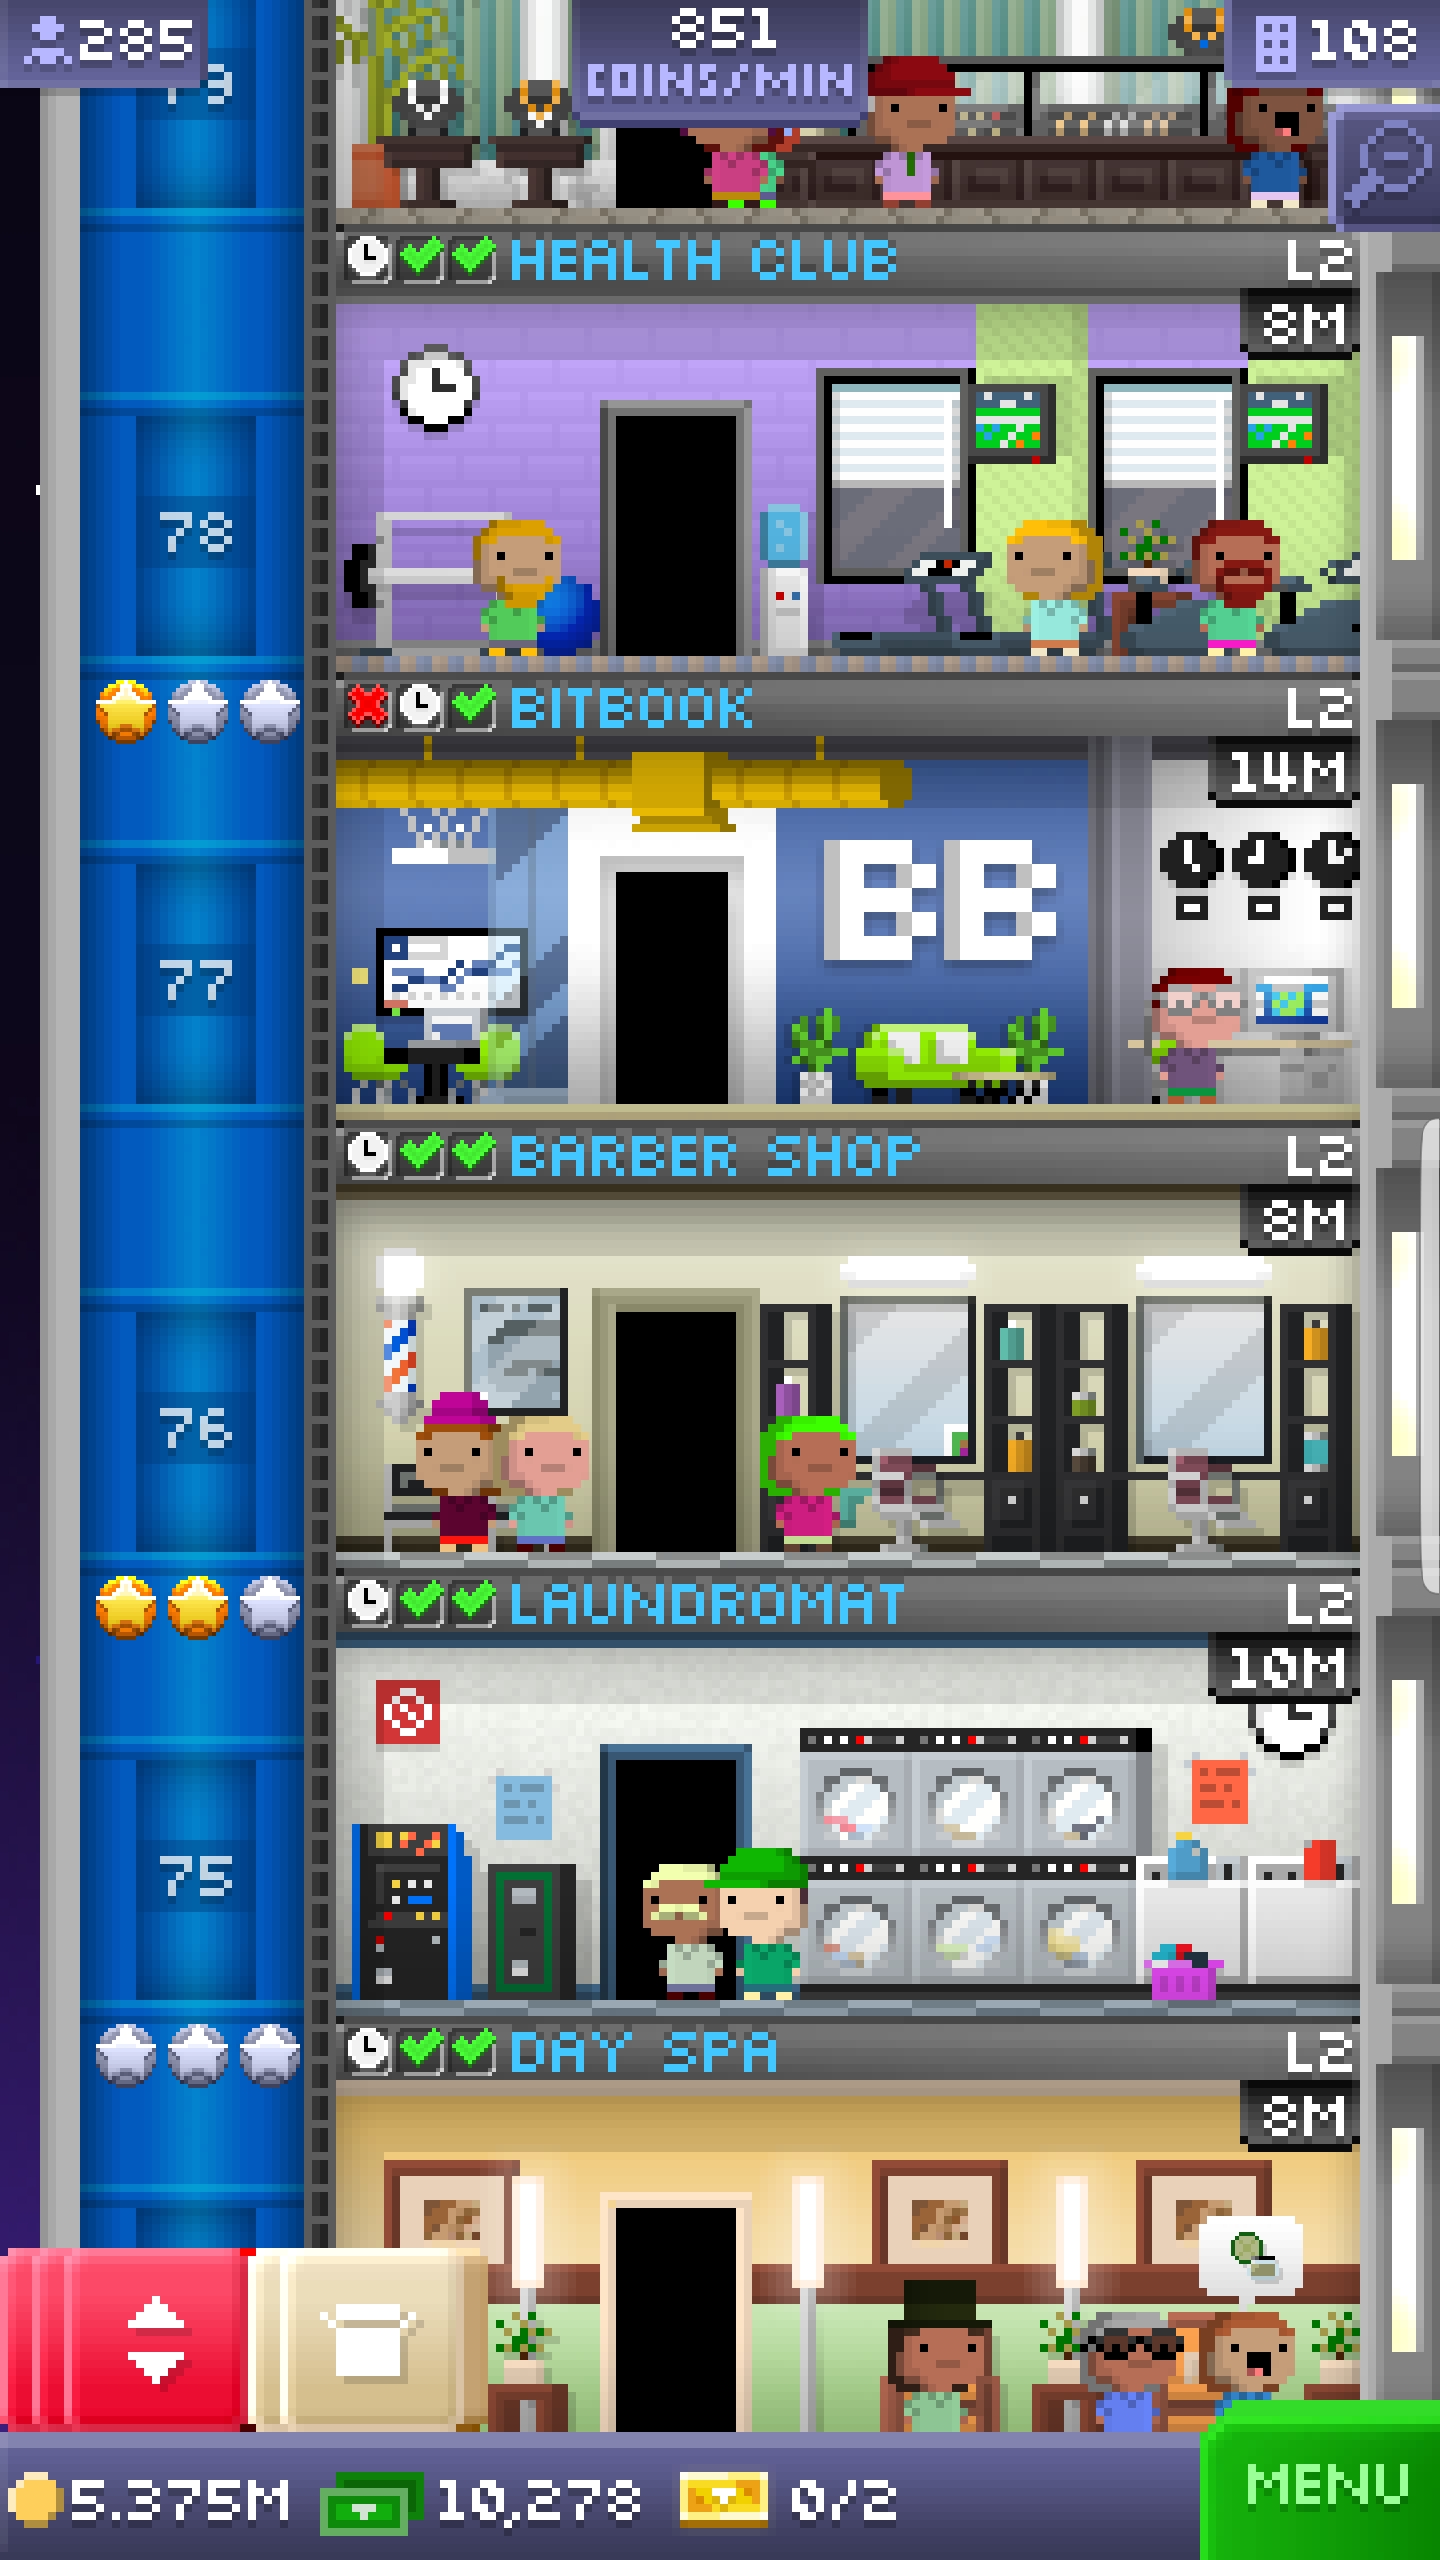 285
851
COINS/MIN
108
HEALTH CLUB
L2
8M
78
BITBOOK
L2
14M
BB
77
BARBER SHOP
L2
8M
76
LAUNDROMAT
L2
10M
75
DAY SPA
L2
8M
5.375M
10,278
0/2
MENU